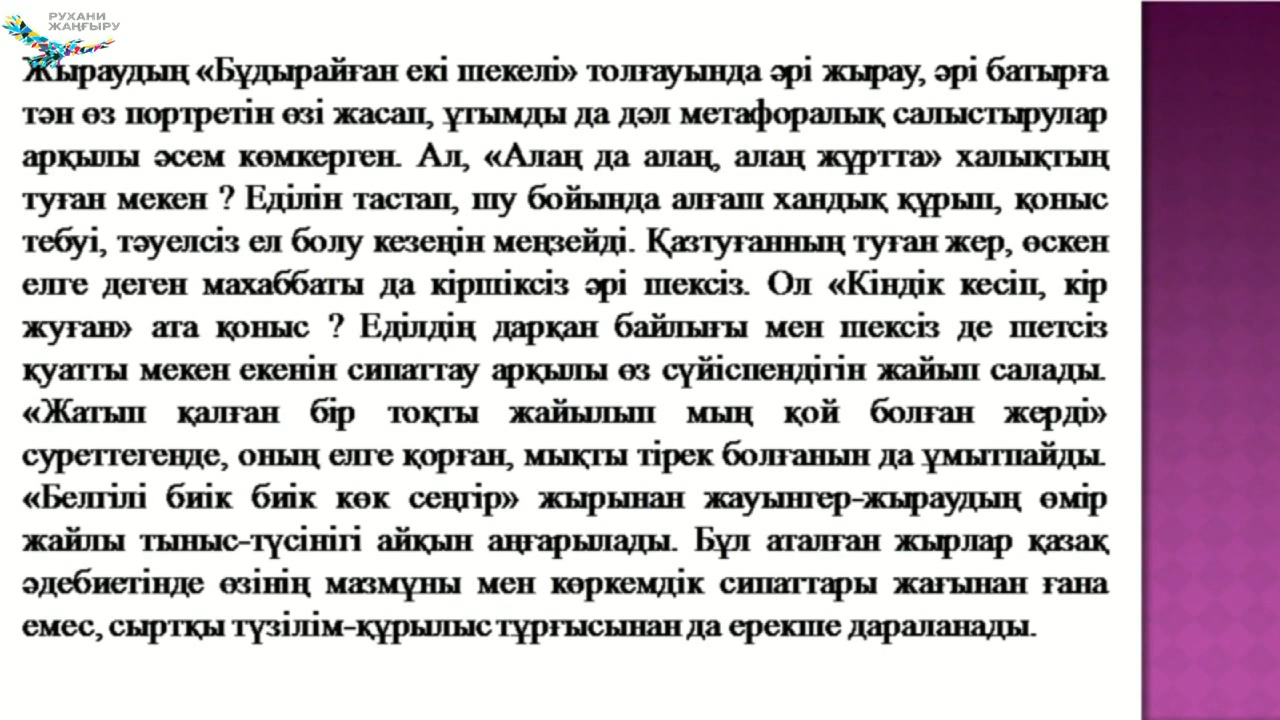 РУХАНИ
ЖАҢҒЫРУ
Жыраудың «Бұдырайған екі шекелі» толғауында әрі жырау, әрі батырға
тән өз портретін өзі жасап, ұтымды да дәл метафоралық салыстырулар
арқылы әсем көмкерген. Ал, «Алаң да алаң, алаң жұртта» халықтың
туған мекен ? Еділін тастап, шу бойында алғаш хандық құрып, қоныс
тебуі, тәуелсіз ел болу кезеңін меңзейді. Қазтуғанның туған жер, өскен
елге деген махаббаты да кіршіксіз әрі шексіз. Ол «Кіндік кесіп, кір
жуған» ата қоныс ? Еділдің дарқан байлығы мен шексіз де шетсіз
қуатты мекен екенін сипаттау арқылы өз сүйіспендігін жайып салады.
«Жатып қалған бір тоқты жайылып мың қой болған жерді»
суреттегенде, оның елге қорған, мықты тірек болғанын да ұмытпайды.
«Белгілі биік биік көк сеңгір» жырынан жауынгер-жыраудың өмір
жайлы тыныс-түсінігі айқын аңғарылады. Бұл аталған жырлар қазақ
әдебиетінде өзінің мазмұны мен көркемдік сипаттары жағынан ғана
емес, сыртқы түзілім-құрылыс тұрғысынан да ерекше дараланады.